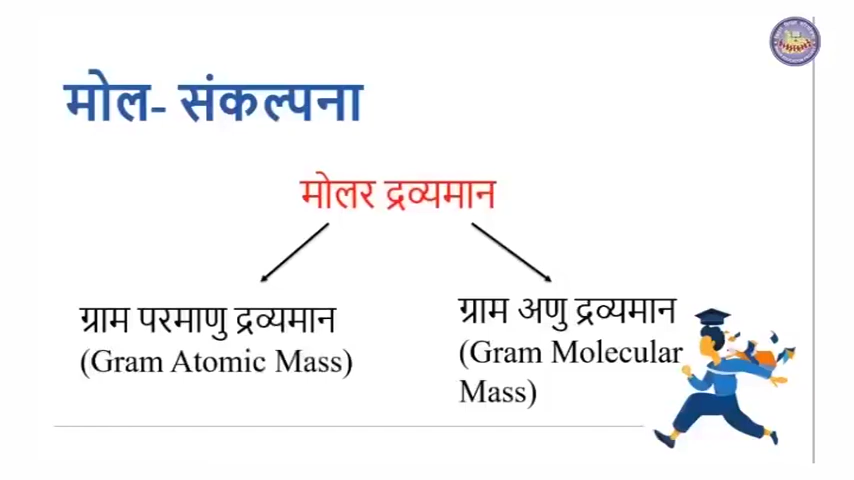 मोल- संकल्पना
मोलर द्रव्यमान
ग्राम परमाणु द्रव्यमान
(Gram Atomic Mass)
ग्राम अणु द्रव्यमान
(Gram Molecular
Mass)